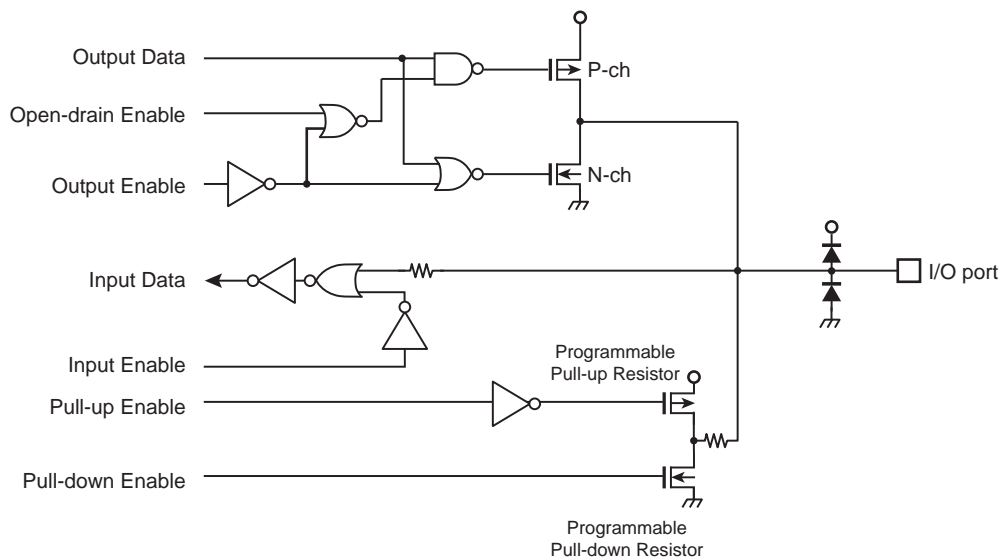 Output Data
P-ch
Open-drain Enable
Output Enable
N-ch
Input Data
I/O port
Input Enable
Programmable
Pull-up Resistor
Pull-up Enable
Pull-down Enable
Programmable
Pull-down Resistor